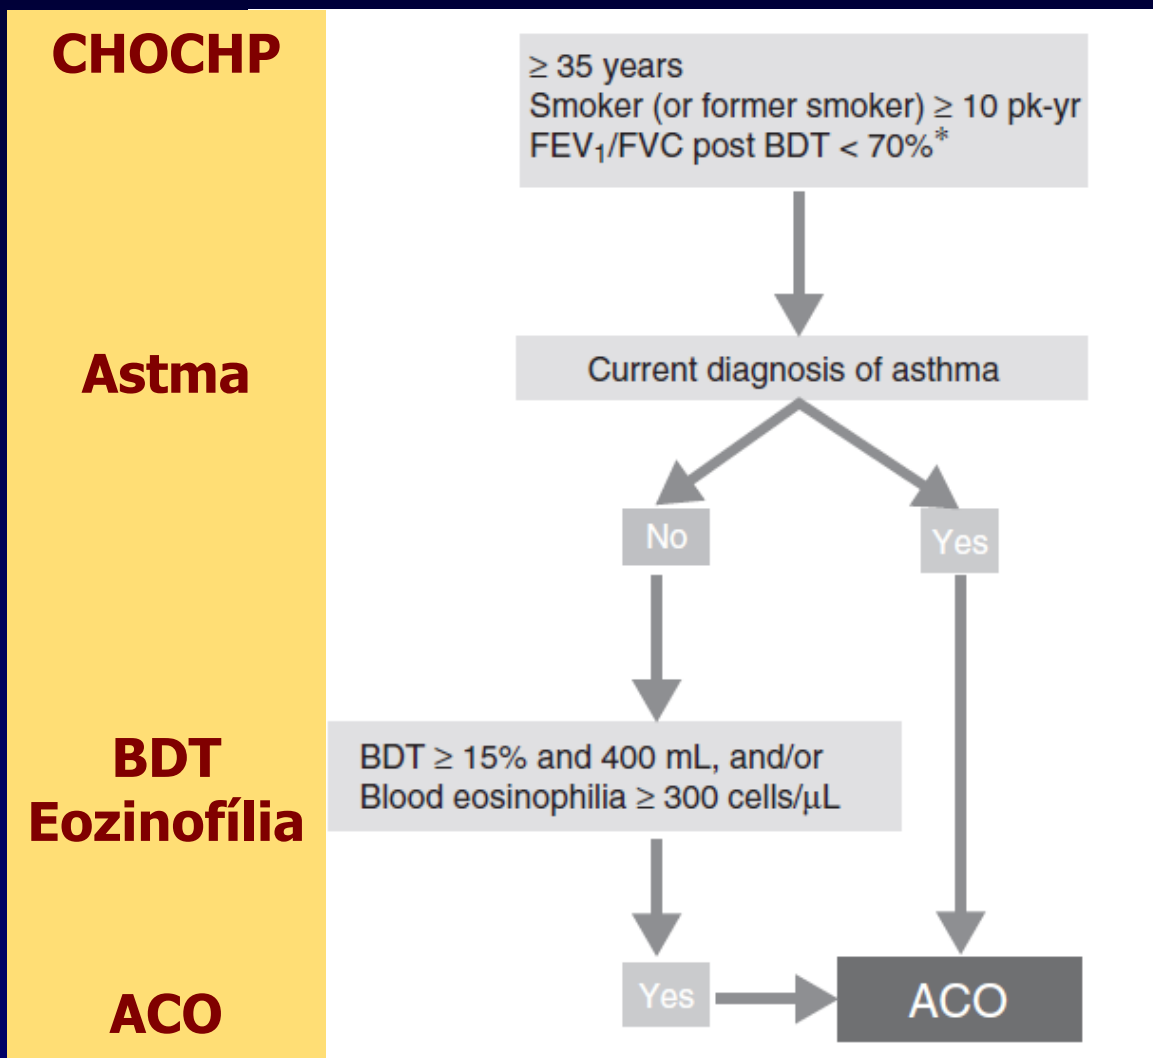 CHOCHP
≥ 35 years
Smoker (or former smoker) ≥ 10 pk-yr
FEV₁/FVC post BDT < 70%*
Astma
Current diagnosis of asthma
No
Yes
BDT
Eozinofília
BDT ≥ 15% and 400 mL, and/or
Blood eosinophilia ≥ 300 cells/μL
ACO
Yes
ACO